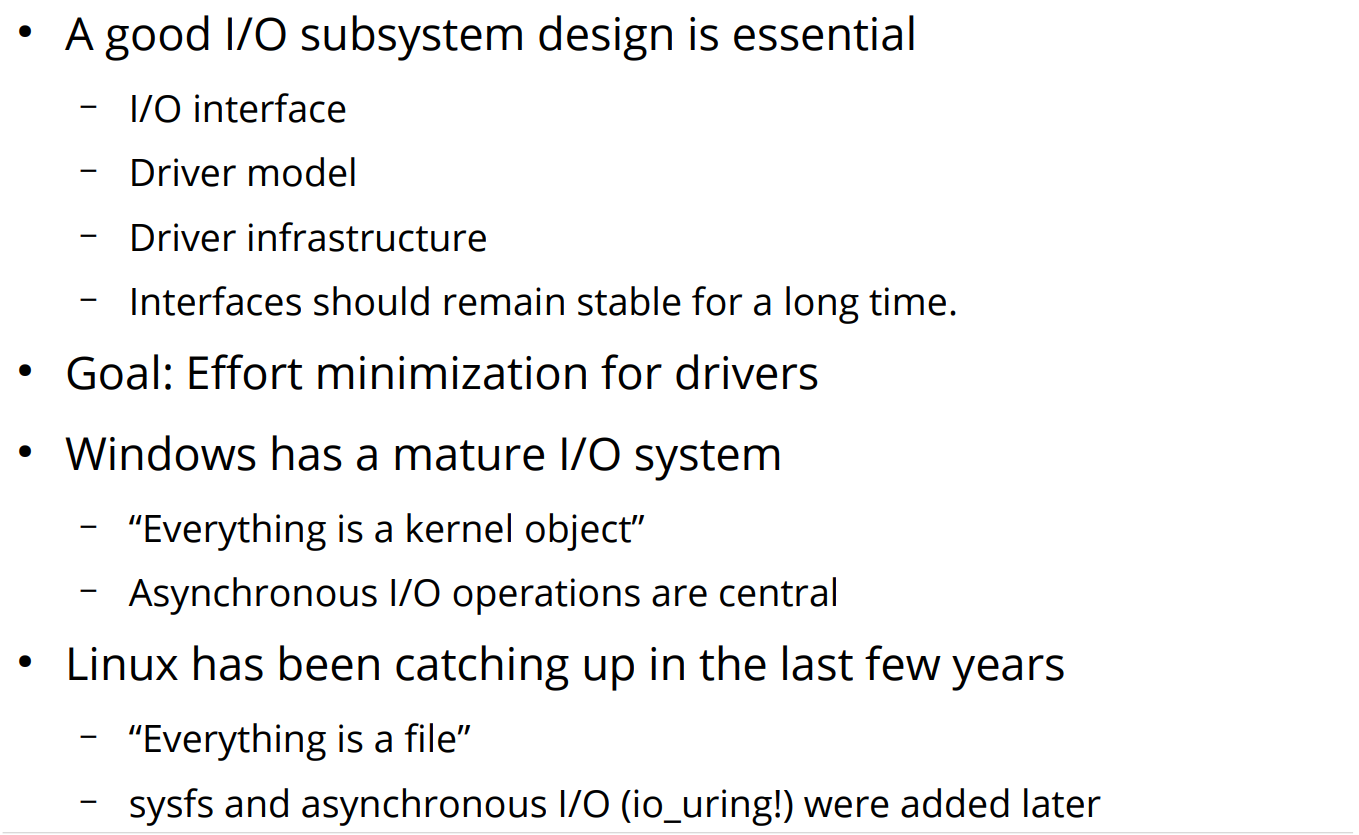 • A good I/O subsystem design is essential
– I/O interface
– Driver model
– Driver infrastructure
– Interfaces should remain stable for a long time.
• Goal: Effort minimization for drivers
• Windows has a mature I/O system
– “Everything is a kernel object”
– Asynchronous I/O operations are central
• Linux has been catching up in the last few years
– “Everything is a file”
– sysfs and asynchronous I/O (io_uring!) were added later